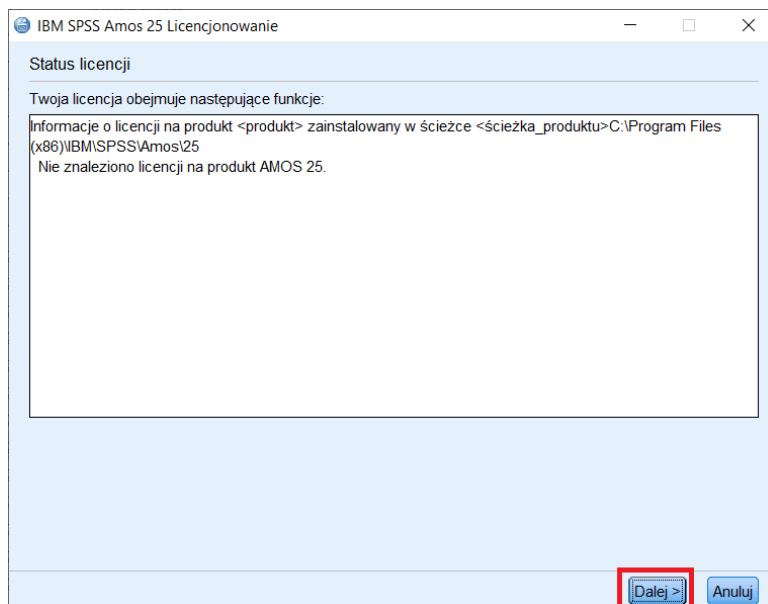 IBM SPSS Amos 25 Licencjonowanie
Status licencji
Twoja licencja obejmuje następujące funkcje:
Informacje o licencji na produkt <produkt> zainstalowany w ścieżce <ścieżka_produktu>C:\Program Files
(x86)\IBM\SPSS\Amos\25
Nie znaleziono licencji na produkt AMOS 25.
Dalej > Anuluj